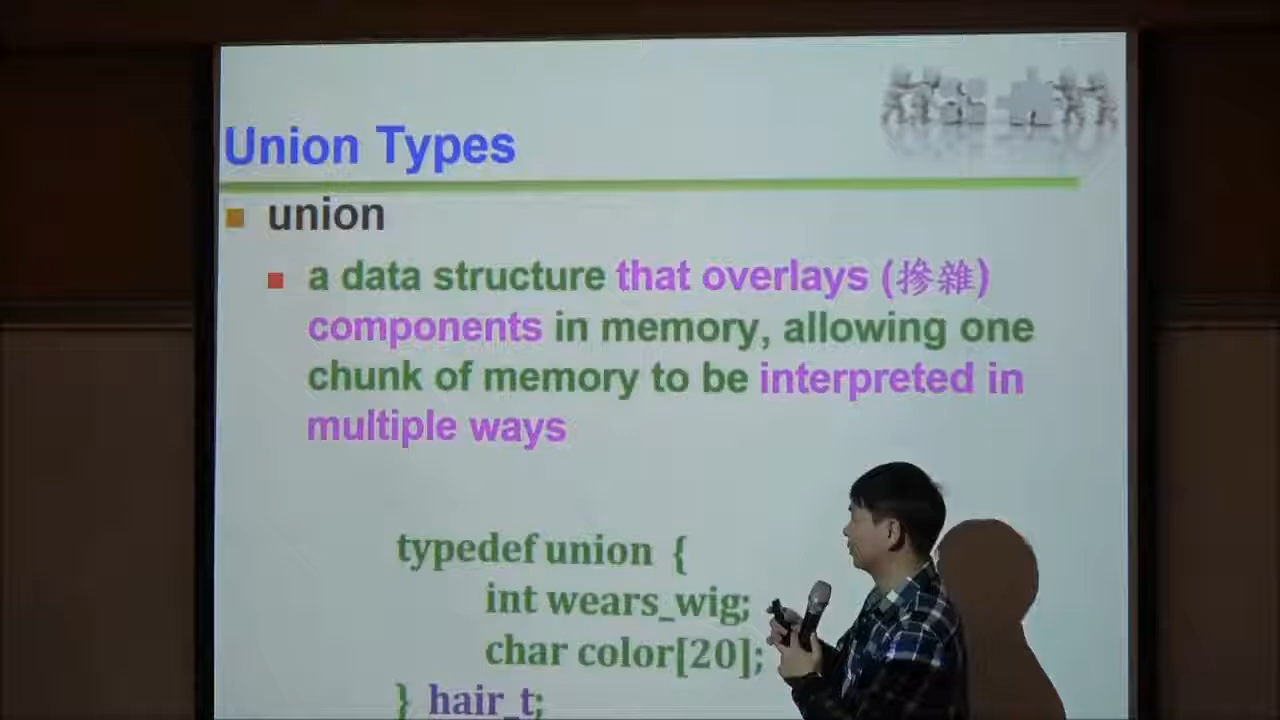 Union Types
union
a data structure that overlays (摻雜)
components in memory, allowing one
chunk of memory to be interpreted in
multiple ways
typedef union {
int wears_wig;
char color[20];
} hair_t;